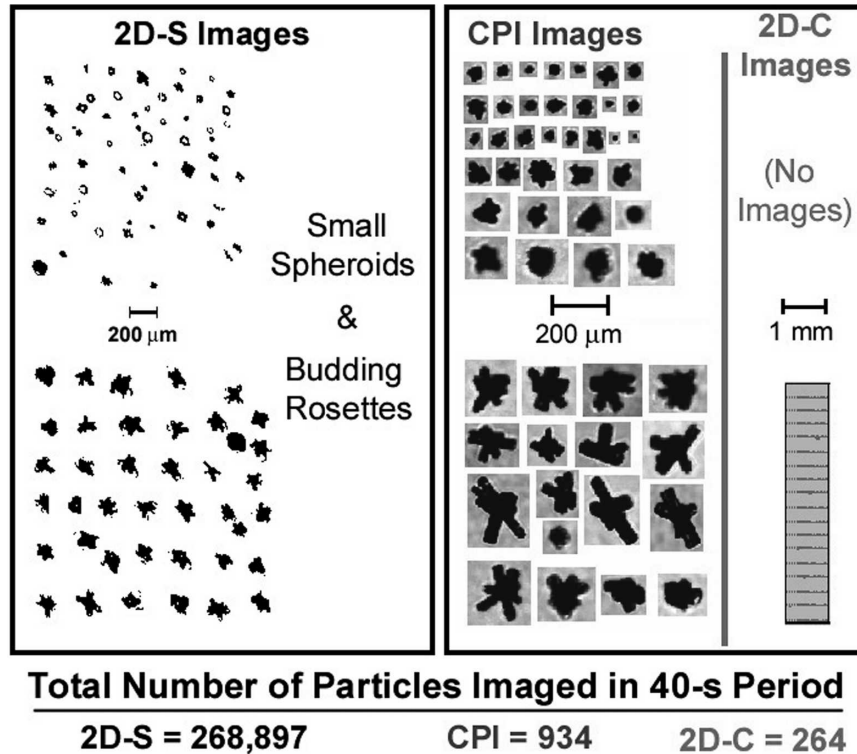 2D-S Images
Small
Spheroids
&
Budding
Rosettes
200 μm
CPI Images
200 μm
2D-C
Images
(No
Images)
1 mm
Total Number of Particles Imaged in 40-s Period
2D-S = 268,897 CPI = 934 2D-C = 264